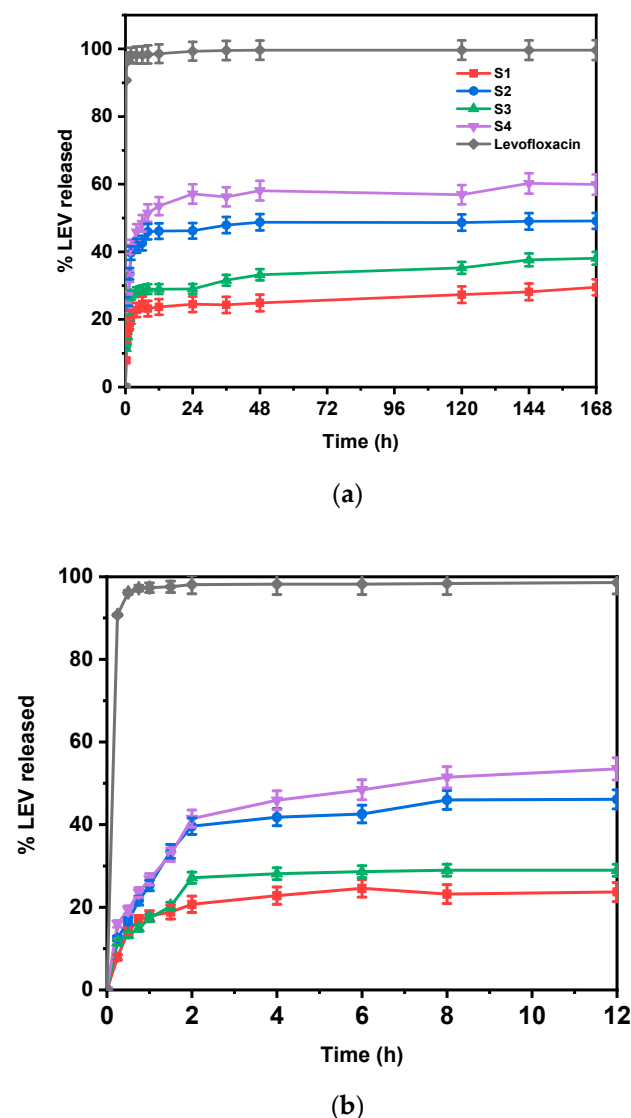 100
80
60
40
20
0
% LEV released
S1
S2
S3
S4
Levofloxacin
0 24 48 72 96 120 144 168
Time (h)
(a)
100
80
60
40
20
0
% LEV released
0 2 4 6 8 10 12
Time (h)
(b)